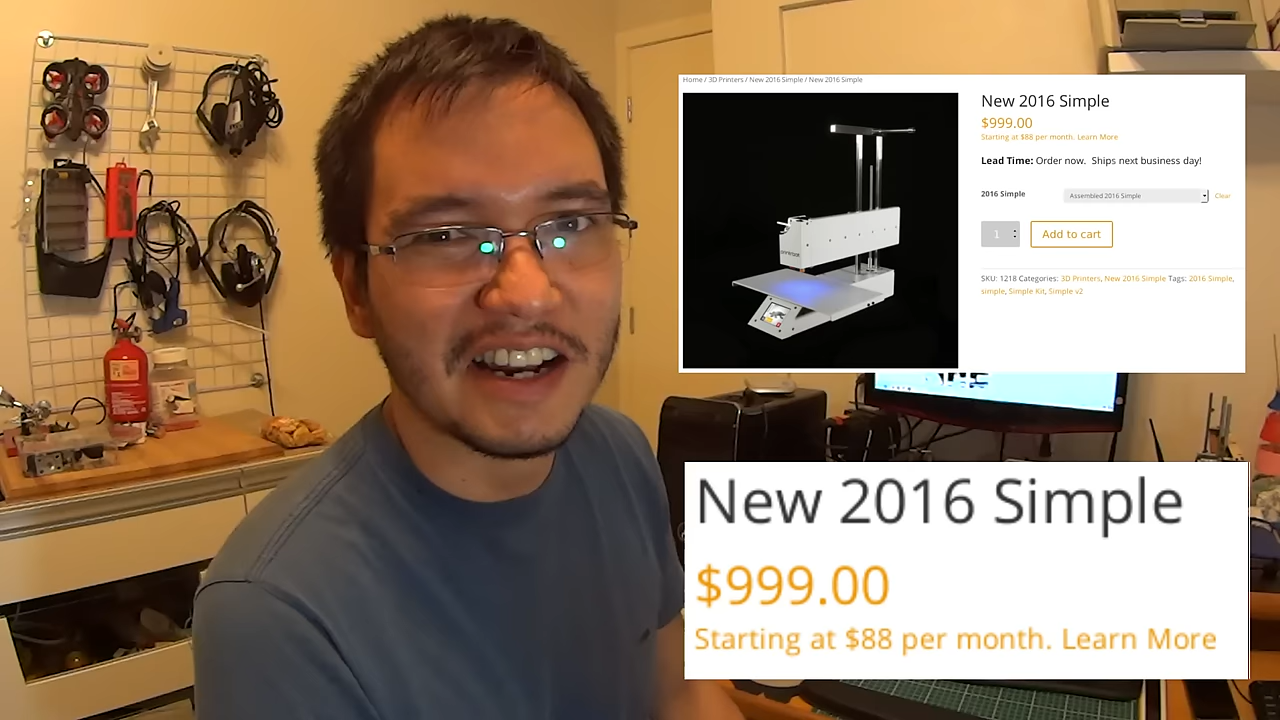 Home / 3D Printers / New 2016 Simple / New 2016 Simple
New 2016 Simple
$999.00
Starting at $88 per month. Learn More
Lead Time: Order now. Ships next business day!
2016 Simple
Assembled 2016 Simple
Clear
1
Add to cart
SKU: 1218 Categories: 3D Printers, New 2016 Simple Tags: 2016 Simple,
simple, Simple Kit, Simple v2
New 2016 Simple
$999.00
Starting at $88 per month. Learn More